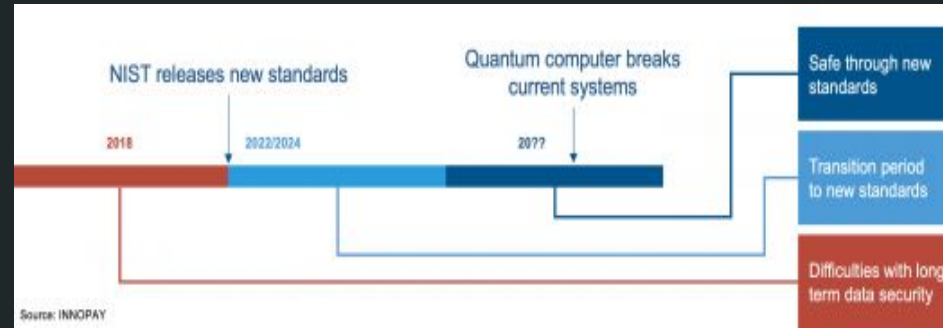 NIST releases new standards
Quantum computer breaks
current systems
2018
2022/2024
20??
Safe through new
standards
Transition period
to new standards
Difficulties with long
term data security
Source: INNOPAY